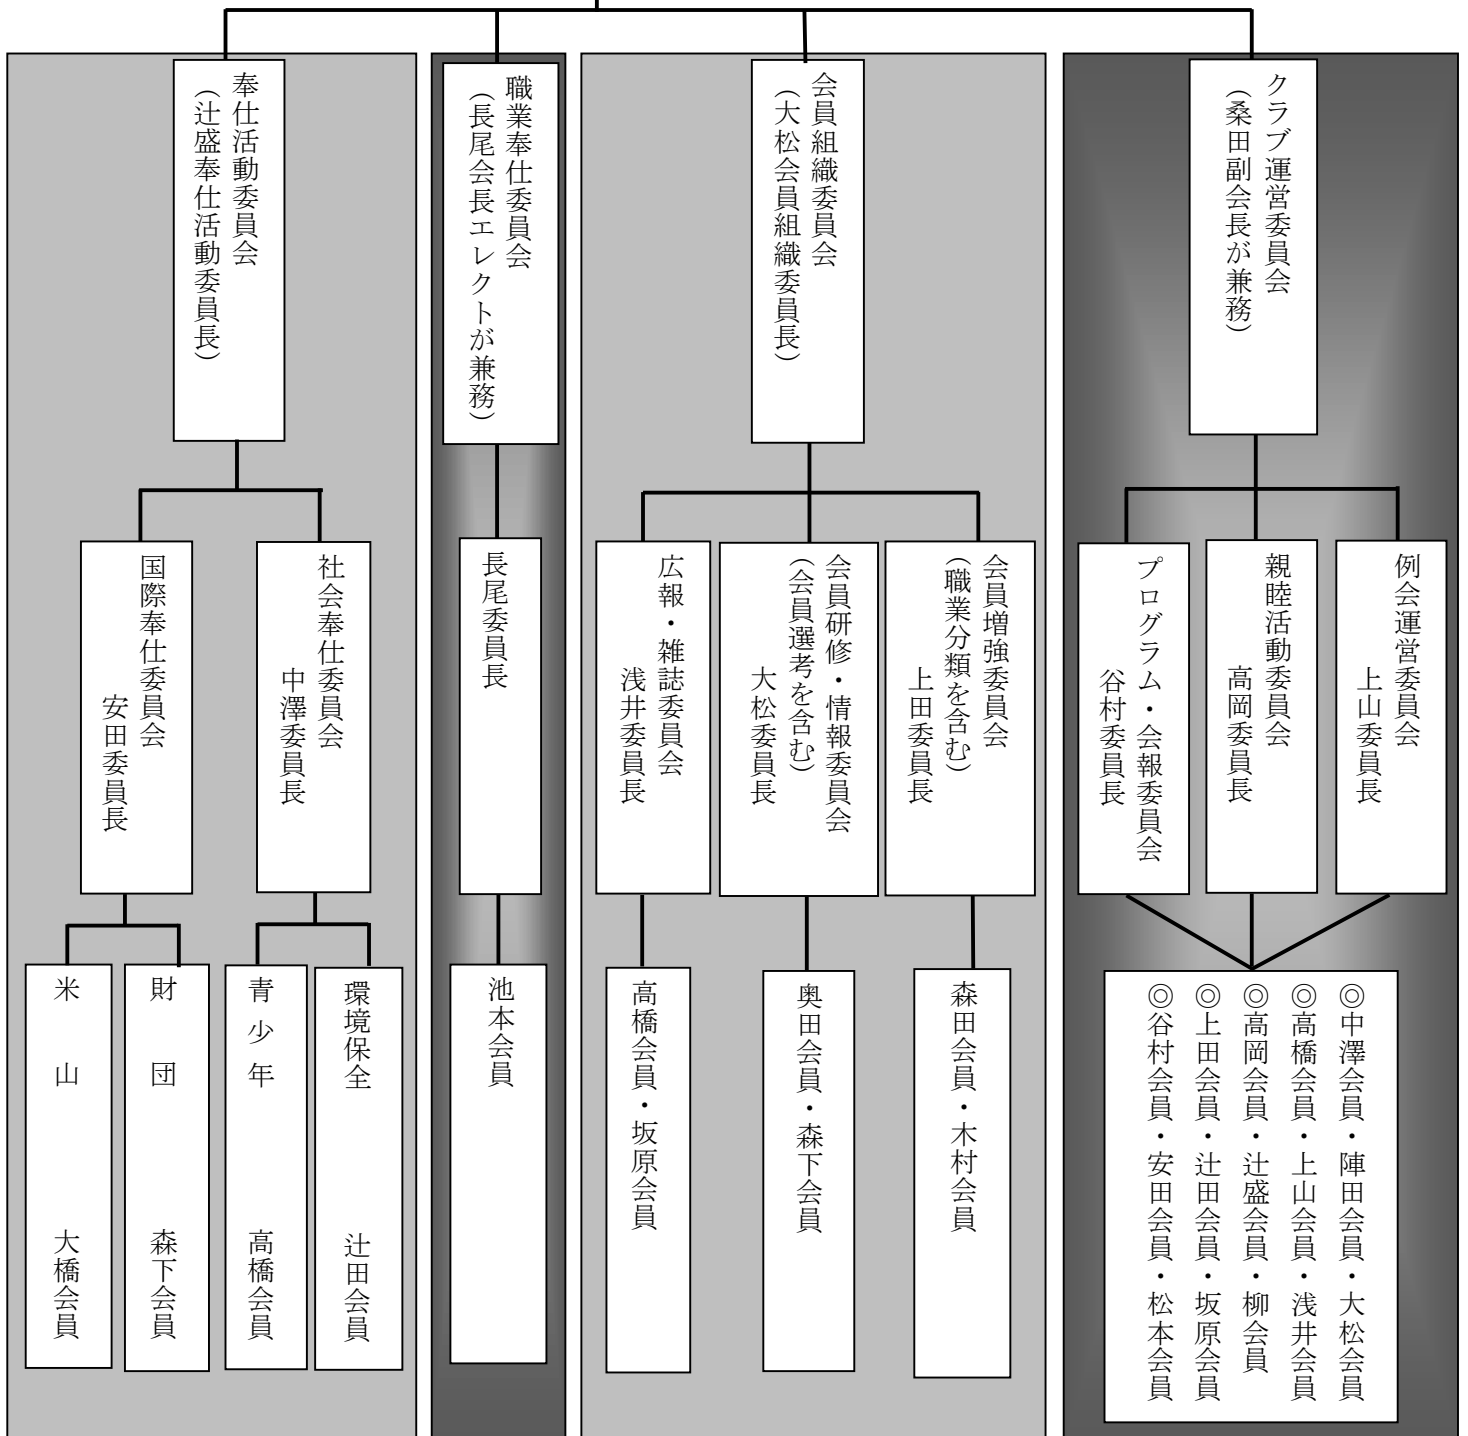 クラブ運営委員会
（桑田副会長が兼務）
会員組織委員会
（大松会員組織委員長）
職業奉仕委員会
（長尾会長エレクトが兼務）
奉仕活動委員会
（辻盛奉仕活動委員長）
例会運営委員会
上山委員長
親睦活動委員会
高岡委員長
プログラム・会報委員会
谷村委員長
会員増強委員会
（職業分類を含む）
上田委員長
会員研修・情報委員会
（会員選考を含む）
大松委員長
広報・雑誌委員会
浅井委員長
長尾委員長
社会奉仕委員会
中澤委員長
国際奉仕委員会
安田委員長
◎中澤会員・陣田会員・大松会員
◎高橋会員・上山会員・浅井会員
◎高岡会員・辻盛会員・柳会員
◎上田会員・辻田会員・坂原会員
◎谷村会員・安田会員・松本会員
森田会員・木村会員
奥田会員・森下会員
高橋会員・坂原会員
池本会員
環境保全　辻田会員
青少年　高橋会員
財団　森下会員
米山　大橋会員